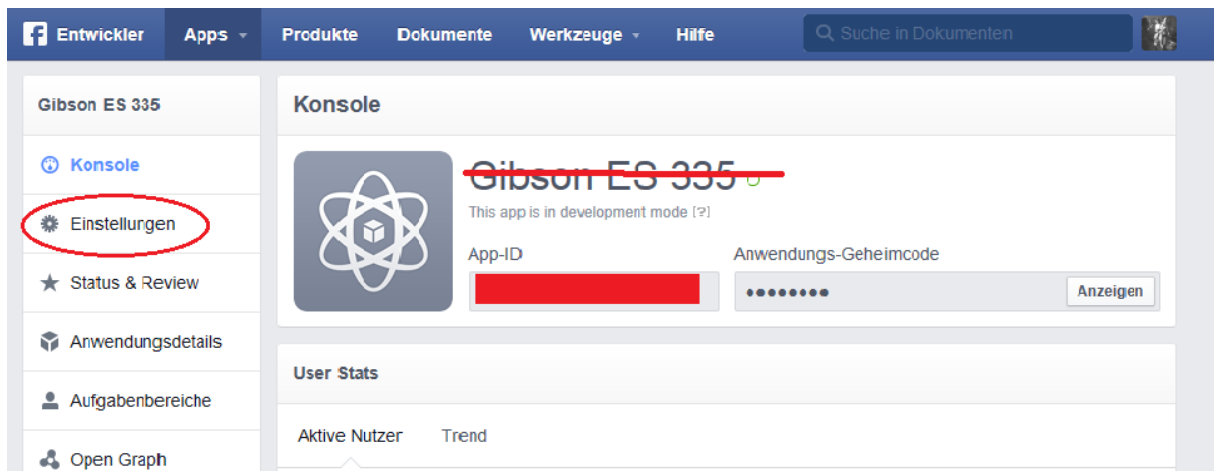 f Entwickler Apps Produkte Dokumente Werkzeuge Hilfe Suche in Dokumenten
Gibson ES 335
Konsole
Einstellungen
Status & Review
Anwendungsdetails
Aufgabenbereiche
Open Graph
Konsole
Gibson ES 335
This app is in development mode [?]
App-ID
Anwendungs-Geheimcode
Anzeigen
User Stats
Aktive Nutzer Trend